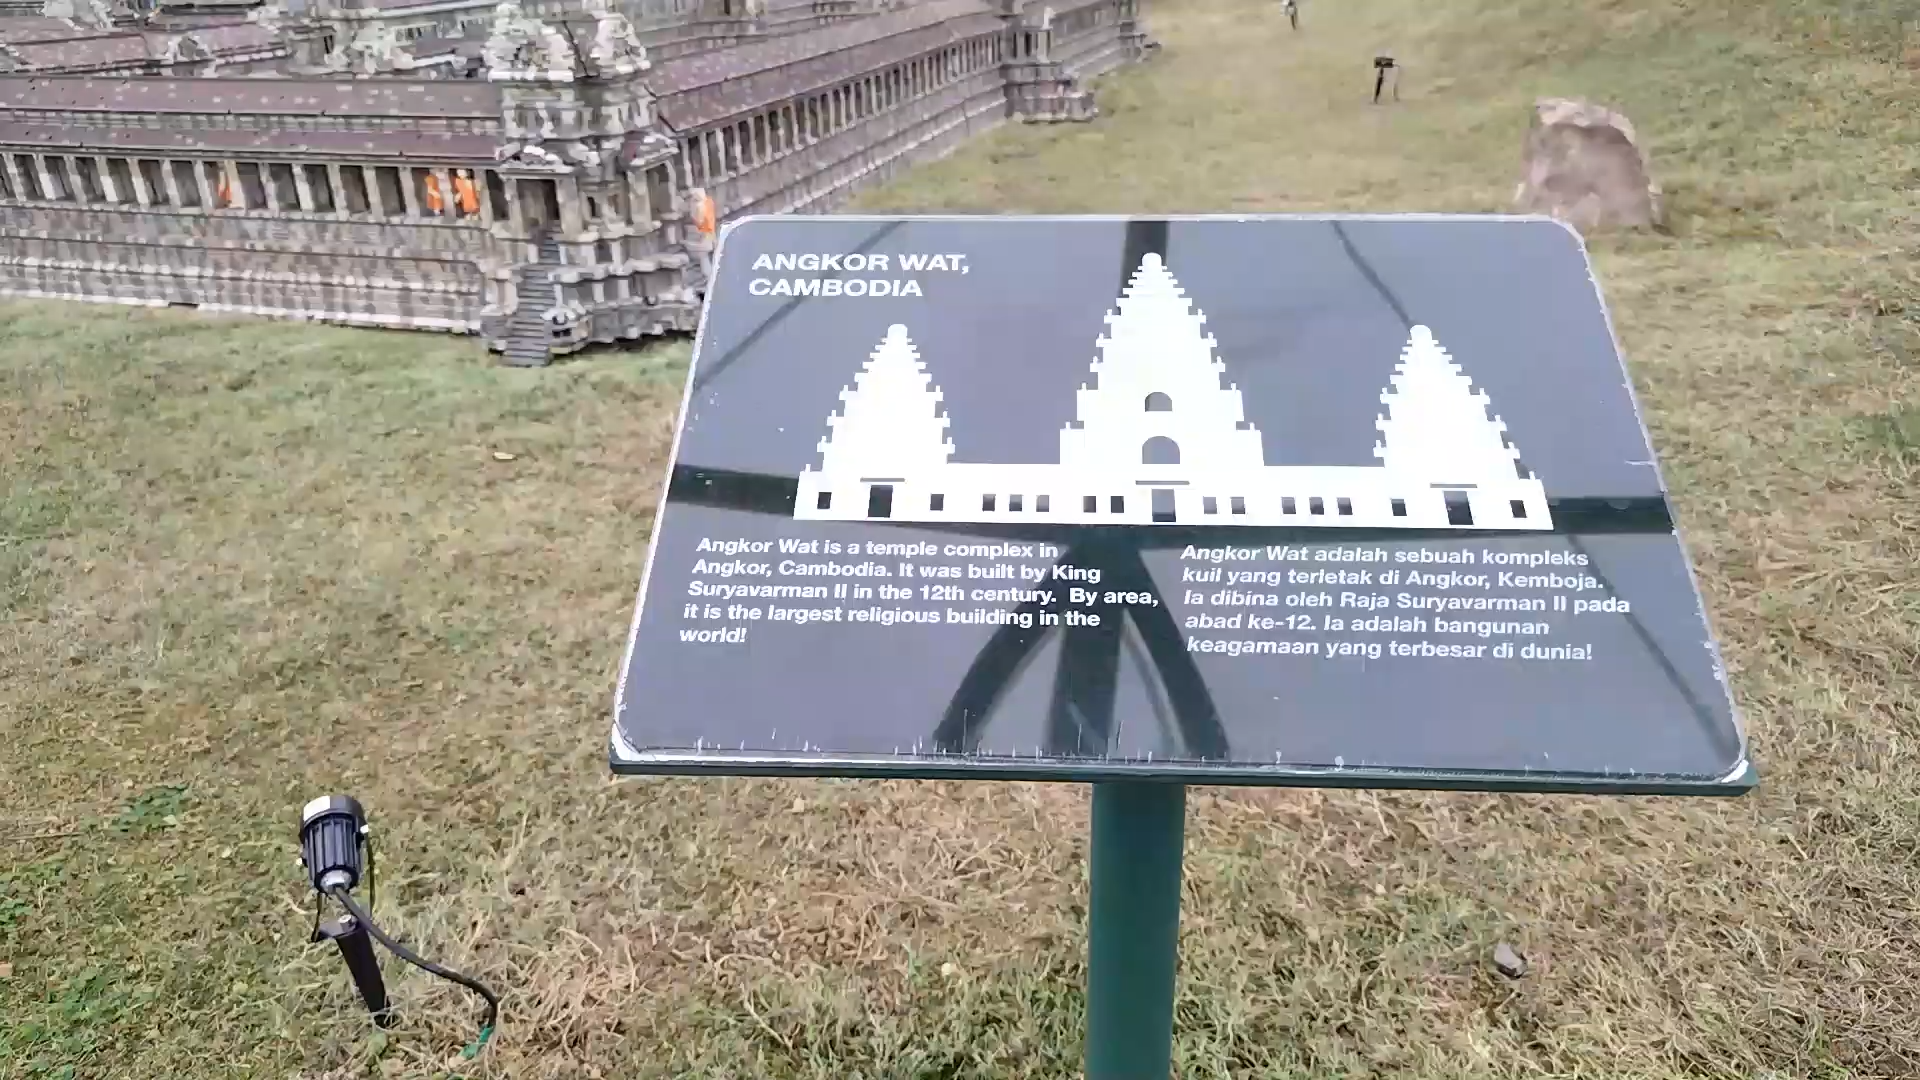 ANGKOR WAT,
CAMBODIA
Angkor Wat is a temple complex in
Angkor, Cambodia. It was built by King
Suryavarman II in the 12th century. By area,
it is the largest religious building in the
world!
Angkor Wat adalah sebuah kompleks
kuil yang terletak di Angkor, Kemboja.
Ia dibina oleh Raja Suryavarman II pada
abad ke-12. Ia adalah bangunan
keagamaan yang terbesar di dunia!